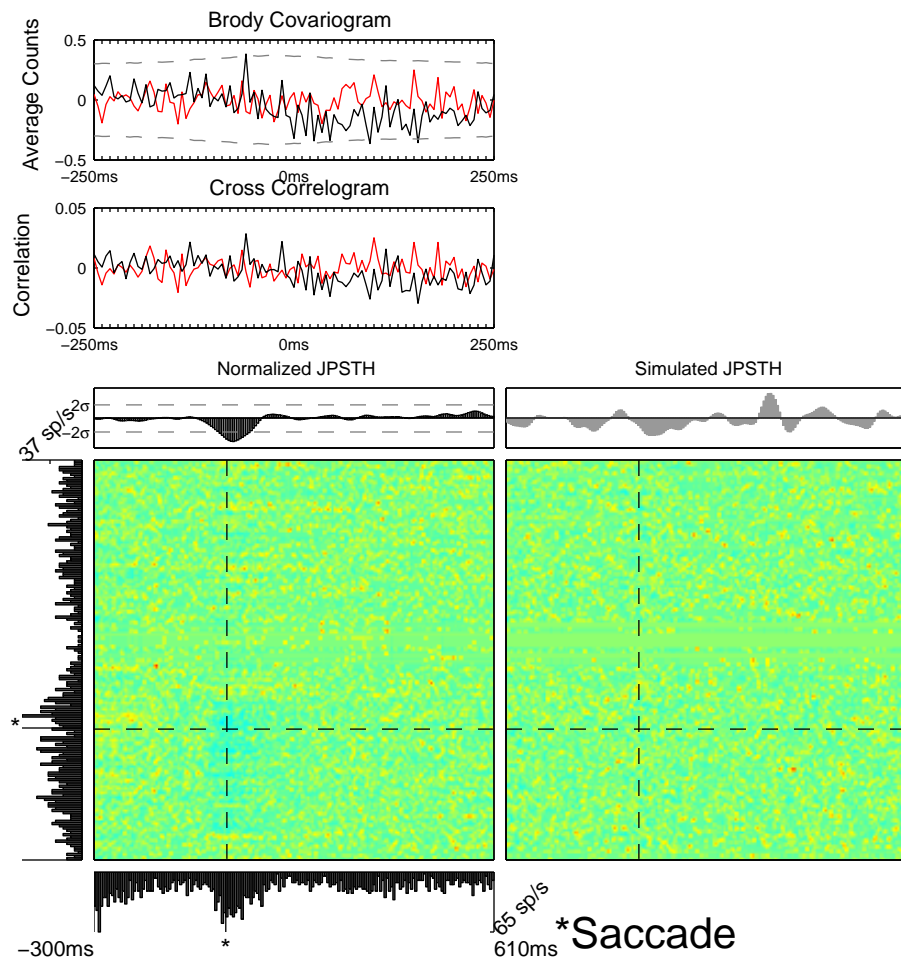 Brody Covariogram
Average Counts
0.5
0
−0.5
−250ms
0ms
250ms
Cross Correlogram
Correlation
0.05
0
−0.05
−250ms
0ms
250ms
Normalized JPSTH
Simulated JPSTH
37 sp/s
2σ
−2σ
*
*
65 sp/s
−300ms
610ms
*Saccade